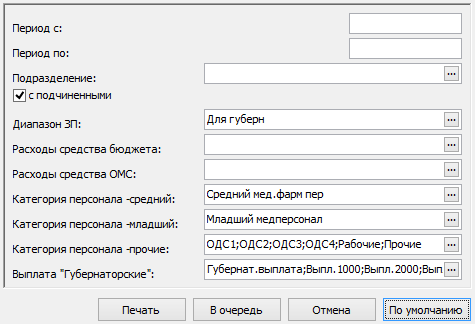 Период с:
Период по:
Подразделение: ...
с подчиненными
Диапазон ЗП: Для губерн ...
Расходы средства бюджета: ...
Расходы средства ОМС: ...
Категория персонала -средний: Средний мед.фарм пер ...
Категория персонала -младший: Младший медперсонал ...
Категория персонала -прочие: ОДС1;ОДС2;ОДС3;ОДС4;Рабочие;Прочие ...
Выплата "Губернаторские": Губернат.выплата;Выпл.1000;Выпл.2000;Вып ...
Печать В очередь Отмена По умолчанию